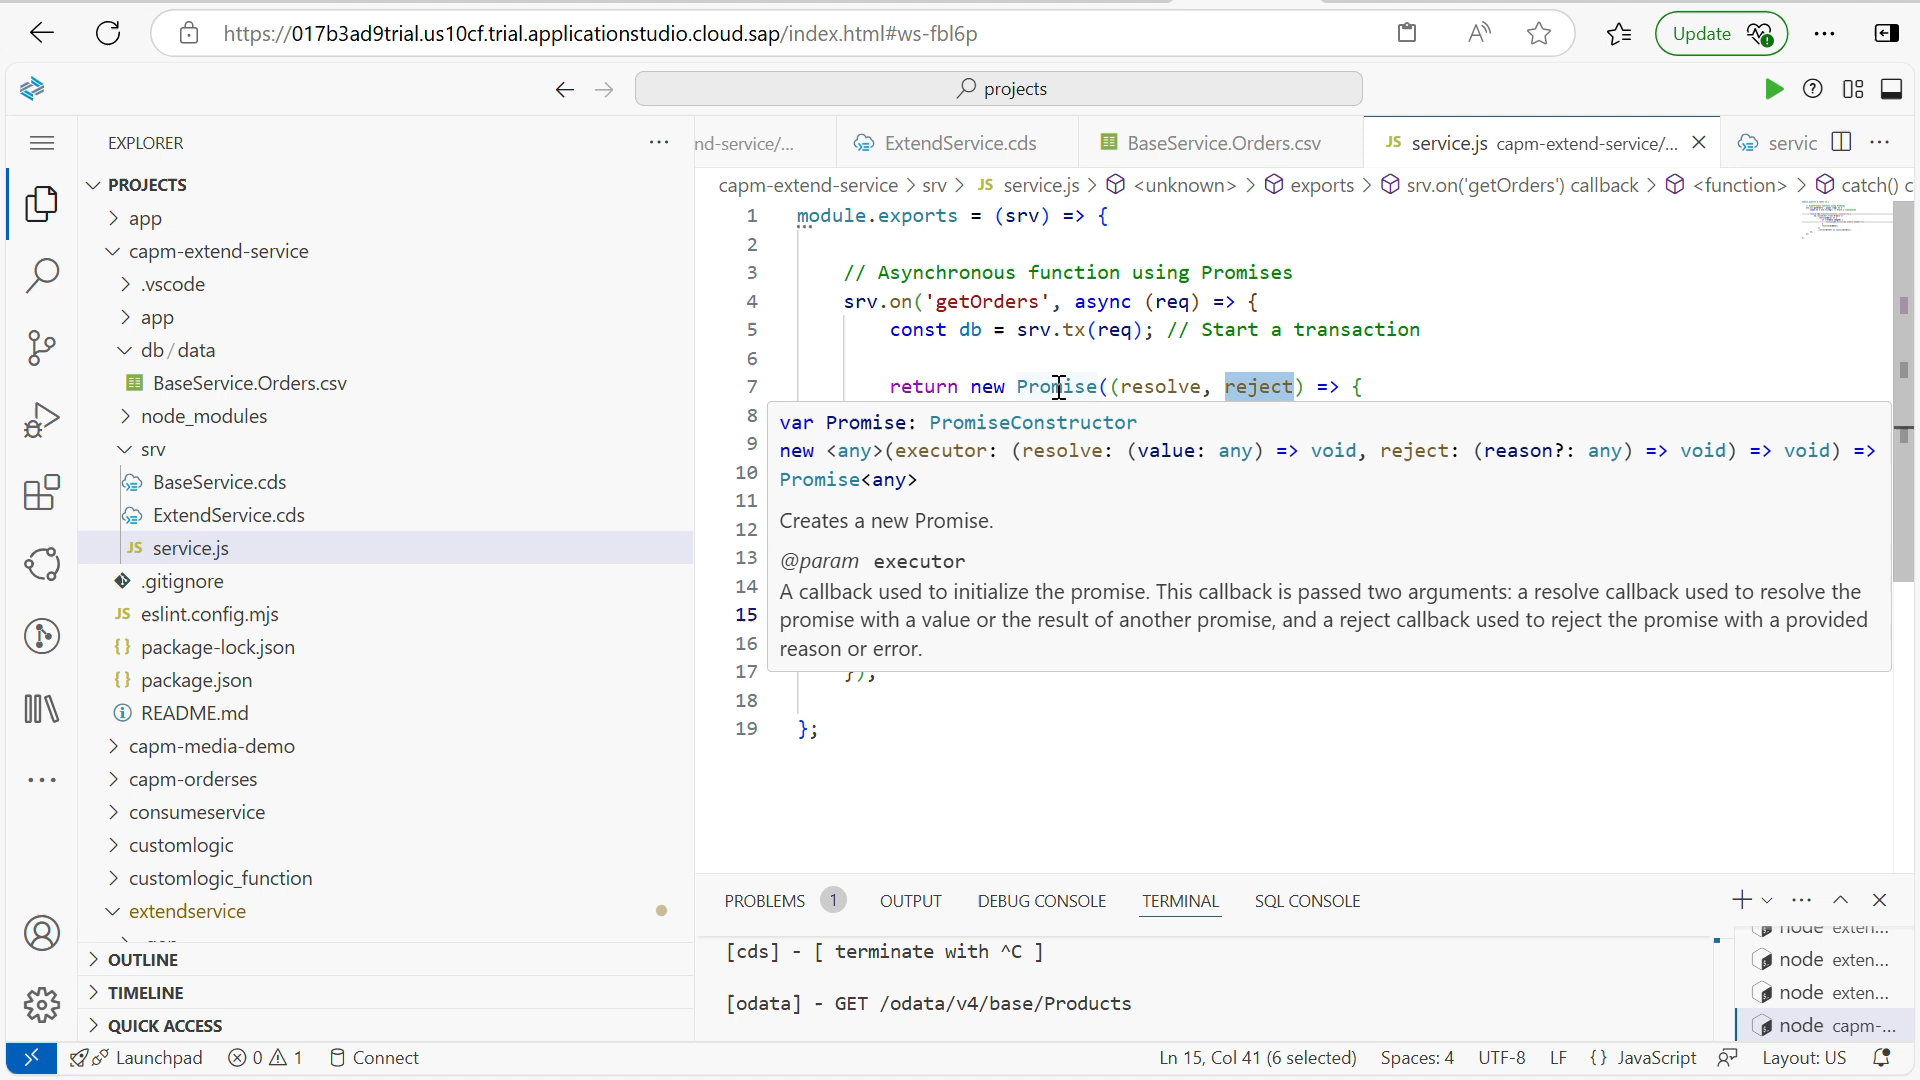 https://017b3ad9trial.us10cf.trial.applicationstudio.cloud.sap/index.html#ws-fbl6p
Update
projects
EXPLORER
nd-service/...
ExtendService.cds
BaseService.Orders.csv
JS service.js capm-extend-service/...
servic
PROJECTS
capm-extend-service > srv > JS service.js > <unknown> > exports > srv.on('getOrders') callback > <function> > catch() c
app
capm-extend-service
.vscode
app
db / data
BaseService.Orders.csv
node_modules
srv
BaseService.cds
ExtendService.cds
JS service.js
.gitignore
JS eslint.config.mjs
{} package-lock.json
{} package.json
README.md
capm-media-demo
capm-orderses
consumeservice
customlogic
customlogic_function
extendservice
OUTLINE
TIMELINE
QUICK ACCESS
1 module.exports = (srv) => {
2
3 // Asynchronous function using Promises
4 srv.on('getOrders', async (req) => {
5 const db = srv.tx(req); // Start a transaction
6
7 return new Promise((resolve, reject) => {
8
9
10
11
12
13
14
15
16
17 });
18
19 };
var Promise: PromiseConstructor
new <any>(executor: (resolve: (value: any) => void, reject: (reason?: any) => void) => void) =>
Promise<any>
Creates a new Promise.
@param executor
A callback used to initialize the promise. This callback is passed two arguments: a resolve callback used to resolve the
promise with a value or the result of another promise, and a reject callback used to reject the promise with a provided
reason or error.
PROBLEMS 1 OUTPUT DEBUG CONSOLE TERMINAL SQL CONSOLE
[cds] - [ terminate with ^C ]
[odata] - GET /odata/v4/base/Products
node exten...
node exten...
node exten...
node capm-...
Launchpad 0 1 Connect
Ln 15, Col 41 (6 selected) Spaces: 4 UTF-8 LF {} JavaScript Layout: US